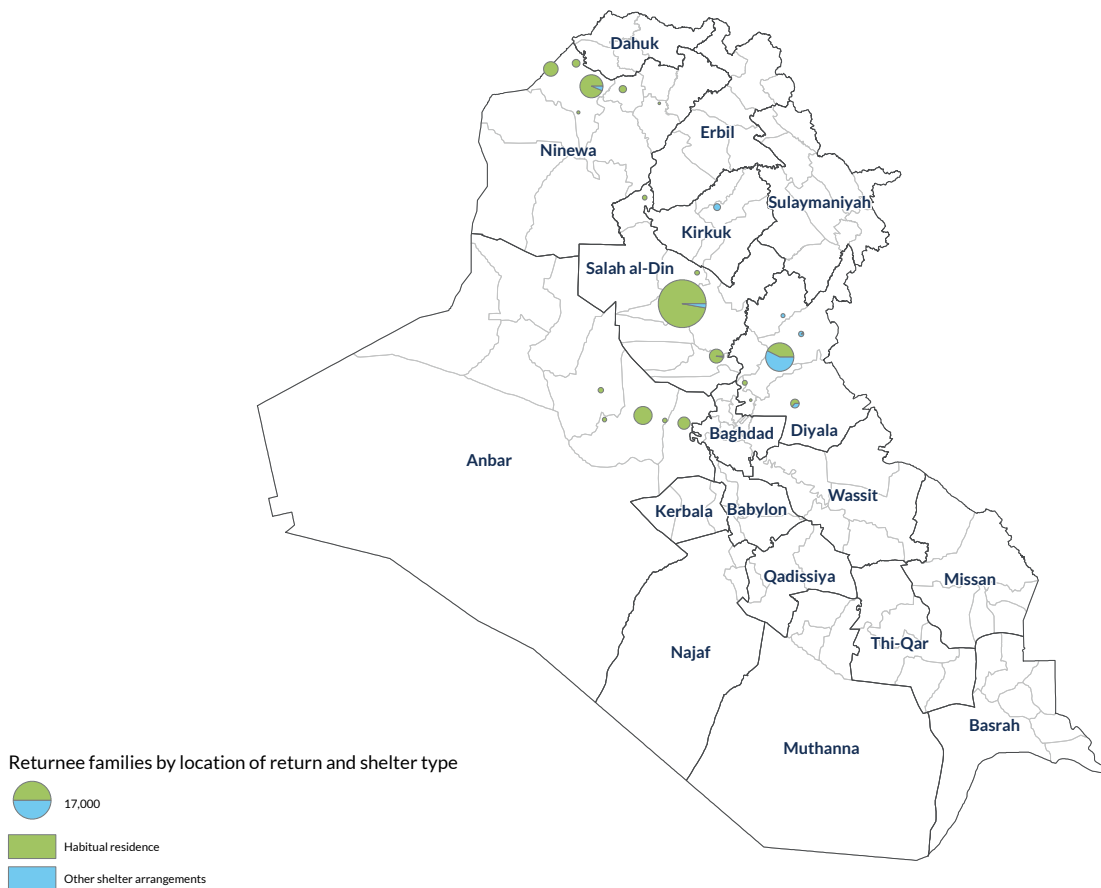 Dahuk
Erbil
Ninewa
Sulaymaniyah
Kirkuk
Salah al-Din
Diyala
Baghdad
Anbar
Wassit
Babylon
Kerbala
Qadissiya
Missan
Thi-Qar
Najaf
Basrah
Muthanna
Returnee families by location of return and shelter type
17,000
Habitual residence
Other shelter arrangements